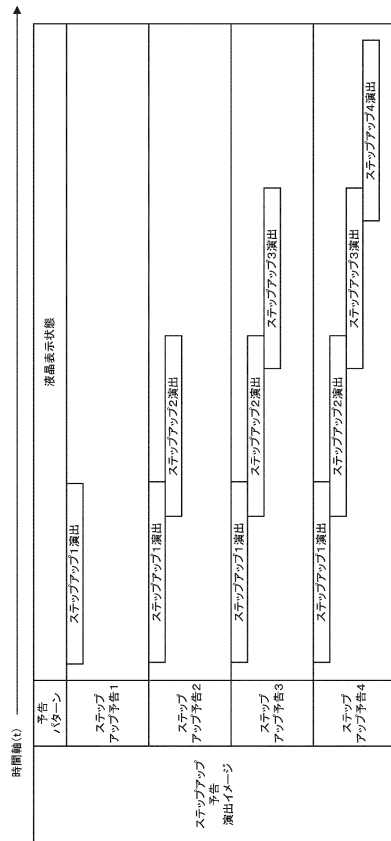 時間軸(t)
ステップアップ
予告
演出イメージ
予告
パターン
液晶表示状態
ステップ
アップ予告1
ステップアップ1演出
ステップ
アップ予告2
ステップアップ1演出
ステップアップ2演出
ステップ
アップ予告3
ステップアップ1演出
ステップアップ2演出
ステップアップ3演出
ステップ
アップ予告4
ステップアップ1演出
ステップアップ2演出
ステップアップ3演出
ステップアップ4演出